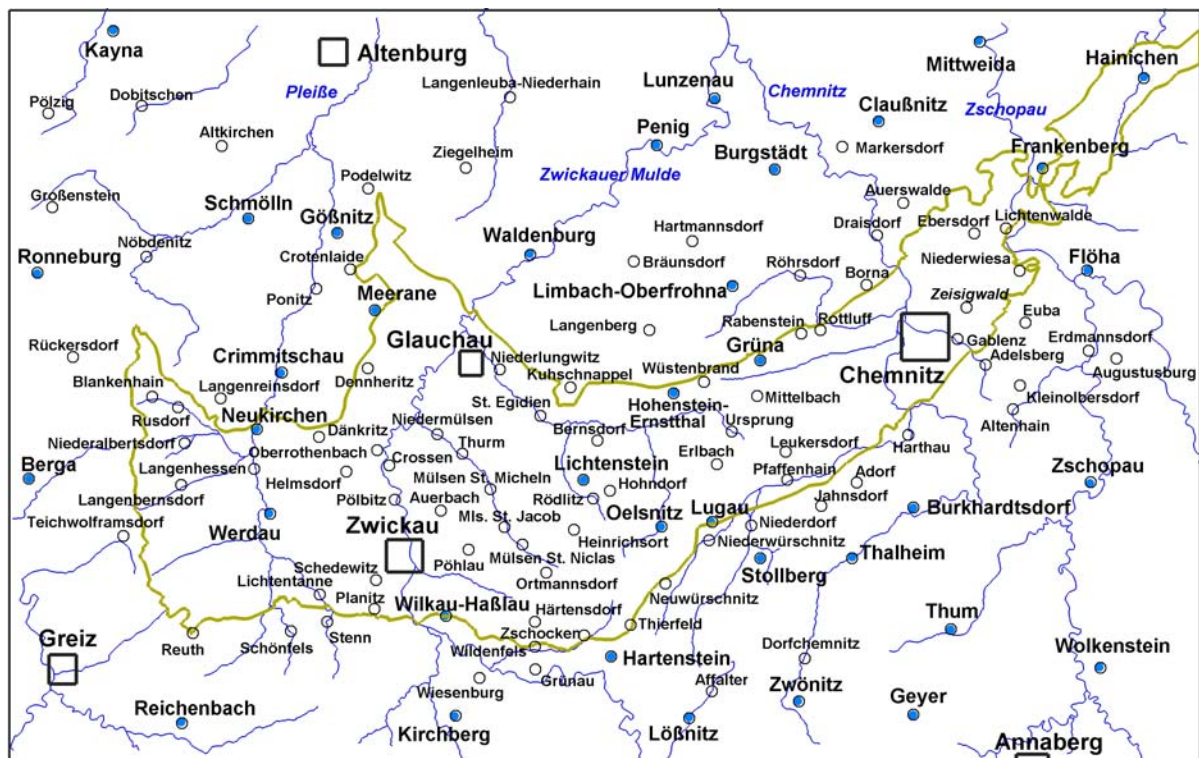 Kayna
Altenburg
Mittweida
Hainichen
Pölzig
Dobitschen
Pleiße
Langenleuba-Niederhain
Lunzenau
Chemnitz
Claußnitz
Zschopau
Altkirchen
Ziegelheim
Penig
Burgstädt
Markersdorf
Frankenberg
Podelwitz
Zwickauer Mulde
Großenstein
Schmölln
Gößnitz
Auerswalde
Hartmannsdorf
Draisdorf
Ebersdorf
Lichtenwalde
Nöbdenitz
Waldenburg
Ronneburg
Crotenlaide
Bräunsdorf
Röhrsdorf
Borna
Niederwiesa
Flöha
Ponitz
Meerane
Limbach-Oberfrohna
Zeisigwald
Langenberg
Rabenstein
Rottluff
Euba
Rückersdorf
Crimmitschau
Glauchau
Niederlungwitz
Grüna
Gablenz
Erdmannsdorf
Adelsberg
Augustusburg
Blankenhain
Langenreinsdorf
Dennheritz
Kuhschnappel
Wüstenbrand
Chemnitz
Rusdorf
Neukirchen
St. Egidien
Hohenstein-
Ernstthal
Mittelbach
Kleinolbersdorf
Niederalbertsdorf
Dänkritz
Niedermülsen
Bernsdorf
Ursprung
Altenhain
Oberrothenbach
Thurm
Leukersdorf
Harthau
Berga
Langenhessen
Crossen
Lichtenstein
Erlbach
Pfaffenhain
Adorf
Zschopau
Helmsdorf
Mülsen St. Micheln
Hohndorf
Langenbernsdorf
Pölbitz
Auerbach
Rödlitz
Jahnsdorf
Teichwolframsdorf
Werdau
Mls. St. Jacob
Oelsnitz
Lugau
Niederdorf
Burkhardtsdorf
Zwickau
Heinrichsort
Niederwürschnitz
Pöhlau
Mülsen St. Niclas
Stollberg
Thalheim
Schedewitz
Lichtentanne
Ortmannsdorf
Neuwürschnitz
Planitz
Wilkau-Haßlau
Härtensdorf
Thum
Greiz
Reuth
Schönfels
Stenn
Zschocken
Thierfeld
Wildenfels
Hartenstein
Dorfchemnitz
Wolkenstein
Grünau
Wiesenburg
Affalter
Zwönitz
Geyer
Reichenbach
Kirchberg
Lößnitz
Annaberg